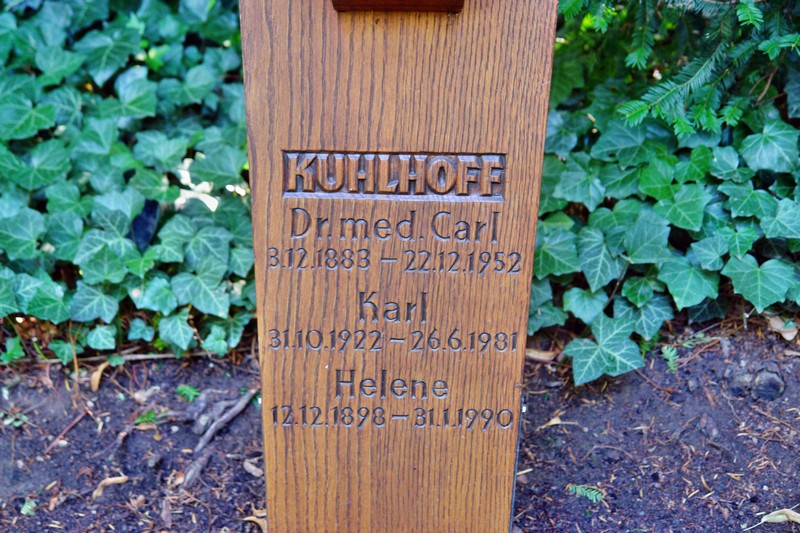 KUHLHOFF
Dr. med. Carl
3.12.1883 – 22.12.1952
Karl
31.10.1922 – 26.6.1981
Helene
12.12.1898 – 31.1.1990